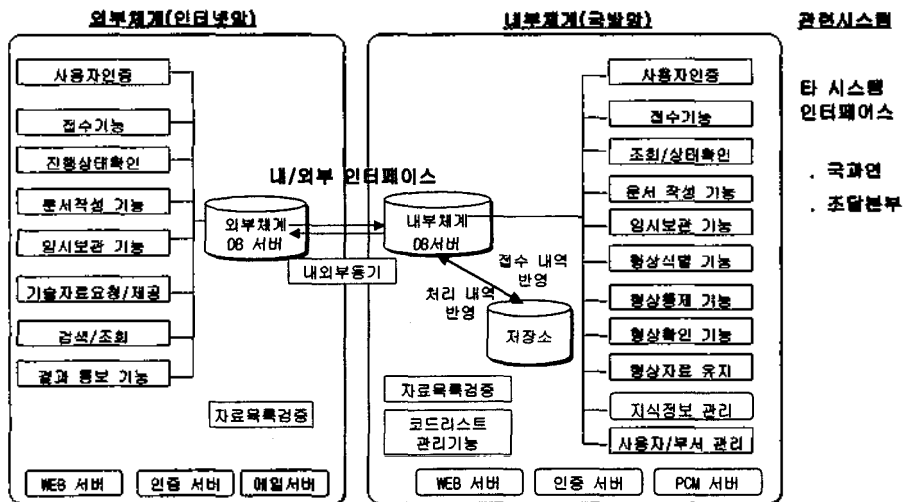 외부체계(인터넷망)
사용자인증
접수기능
진행상태확인
문서작성 기능
임시보관 기능
기술자료요청/제공
검색/조회
결과 통보 기능
외부체계
DB 서버
자료목록검증
WEB 서버
인증 서버
메일서버
내/외부 인터페이스
내외부동기
내부체계(국방망)
내부체계
DB서버
접수 내역
반영
처리 내역
반영
저장소
자료목록검증
코드리스트
관리기능
사용자인증
접수기능
조회/상태확인
문서 작성 기능
임시보관 기능
형상식별 기능
형상통제 기능
형상확인 기능
형상자료 유지
지식정보 관리
사용자/부서 관리
WEB 서버
인증 서버
PCM 서버
관련시스템
타 시스템
인터페이스
. 국과연
. 조달본부